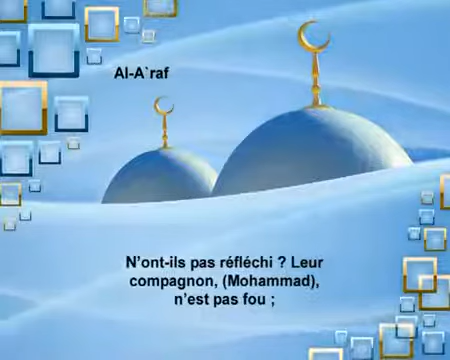 Al-A`raf
N'ont-ils pas réfléchi ? Leur
compagnon, (Mohammad),
n'est pas fou ;